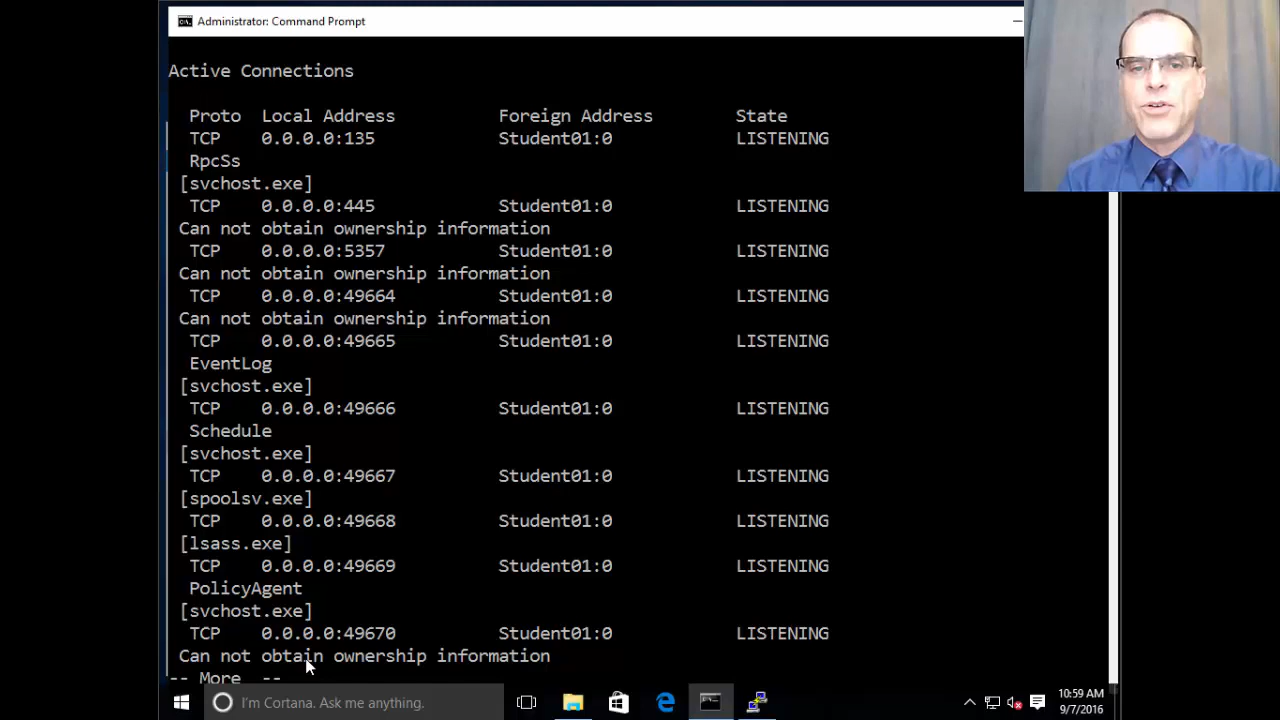 Administrator: Command Prompt
Active Connections
Proto Local Address Foreign Address State
TCP 0.0.0.0:135 Student01:0 LISTENING
RpcSs
[svchost.exe]
TCP 0.0.0.0:445 Student01:0 LISTENING
Can not obtain ownership information
TCP 0.0.0.0:5357 Student01:0 LISTENING
Can not obtain ownership information
TCP 0.0.0.0:49664 Student01:0 LISTENING
Can not obtain ownership information
TCP 0.0.0.0:49665 Student01:0 LISTENING
EventLog
[svchost.exe]
TCP 0.0.0.0:49666 Student01:0 LISTENING
Schedule
[svchost.exe]
TCP 0.0.0.0:49667 Student01:0 LISTENING
[spoolsv.exe]
TCP 0.0.0.0:49668 Student01:0 LISTENING
[lsass.exe]
TCP 0.0.0.0:49669 Student01:0 LISTENING
PolicyAgent
[svchost.exe]
TCP 0.0.0.0:49670 Student01:0 LISTENING
Can not obtain ownership information
-- More --
I'm Cortana. Ask me anything.
10:59 AM
9/7/2016